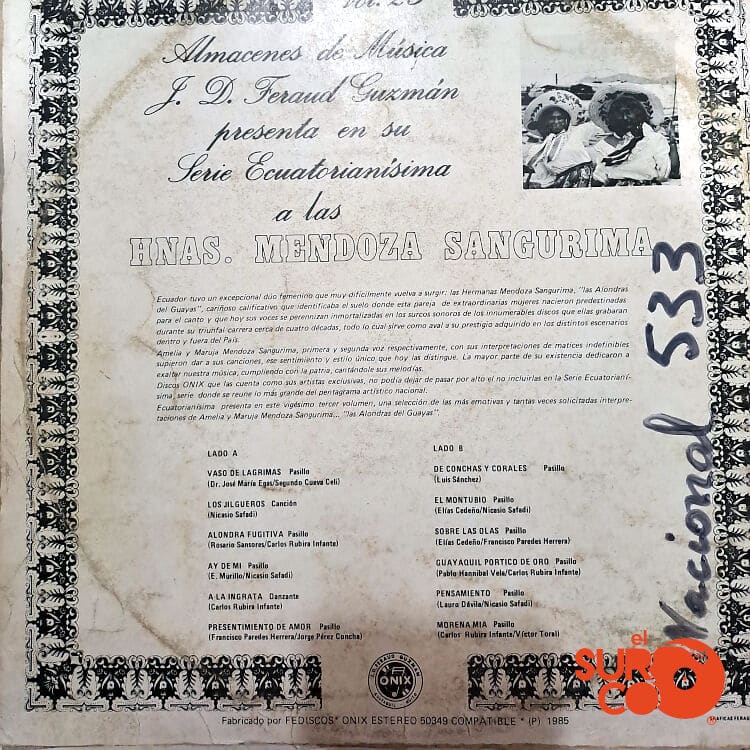 vol. 23
Almacenes de Música
J. D. Feraud Guzmán
presenta en su
Serie Ecuatorianísima
a las
HNAS. MENDOZA SANGURIMA
Ecuador tuvo un excepcional dúo femenino que muy difícilmente vuelva a surgir: las Hermanas Mendoza Sangurima, "las Alondras
del Guayas", cariñoso calificativo que identificaba el suelo donde esta pareja de extraordinarias mujeres nacieron predestinadas
para el canto y que hoy sus voces se perennizan inmortalizadas en los surcos sonoros de los innumerables discos que ellas grabaran
durante su triunfal carrera cerca de cuatro décadas, todo lo cual sirve como aval a su prestigio adquirido en los distintos escenarios
dentro y fuera del País.
Amelia y Maruja Mendoza Sangurima, primera y segunda voz respectivamente, con sus interpretaciones de matices indefinibles
supieron dar a sus canciones, ese sentimiento y estilo único que hoy las distingue. La mayor parte de su existencia dedicaron a
exaltar nuestra música, cumpliendo con la patria, cantándole sus melodías.
Discos ONIX que las cuenta como sus artistas exclusivas, no podía dejar de pasar por alto el no incluirlas en la Serie Ecuatoriani-
sima, serie donde se reune lo más grande del pentagrama artístico nacional.
Ecuatorianísima presenta en este vigésimo tercer volumen, una selección de las más emotivas y tantas veces solicitadas interpre-
taciones de Amelia y Maruja Mendoza Sangurima... "las Alondras del Guayas".
LADO A
VASO DE LAGRIMAS Pasillo
(Dr. José María Egas/Segundo Cueva Celi)
LOS JILGUEROS Canción
(Nicasio Safadi)
ALONDRA FUGITIVA Pasillo
(Rosario Sansores/Carlos Rubira Infante)
AY DE MI Pasillo
(E. Murillo/Nicasio Safadi)
A LA INGRATA Danzante
(Carlos Rubira Infante)
PRESENTIMIENTO DE AMOR Pasillo
(Francisco Paredes Herrera/Jorge Pérez Concha)
LADO B
DE CONCHAS Y CORALES Pasillo
(Luis Sánchez)
EL MONTUBIO Pasillo
(Elías Cedeño/Nicasio Safadi)
SOBRE LAS OLAS Pasillo
(Elías Cedeño/Francisco Paredes Herrera)
GUAYAQUIL PORTICO DE ORO Pasillo
(Pablo Hannibal Vela/Carlos Rubira Infante)
PENSAMIENTO Pasillo
(Lauro Dávila/Nicasio Safadi)
MORENA MIA Pasillo
(Carlos Rubira Infante/Víctor Toral)
Nacional 533
el
SURCO
ONIX
Fabricado por FEDISCOS* ONIX ESTEREO 50349 COMPATIBLE * (P) 1985